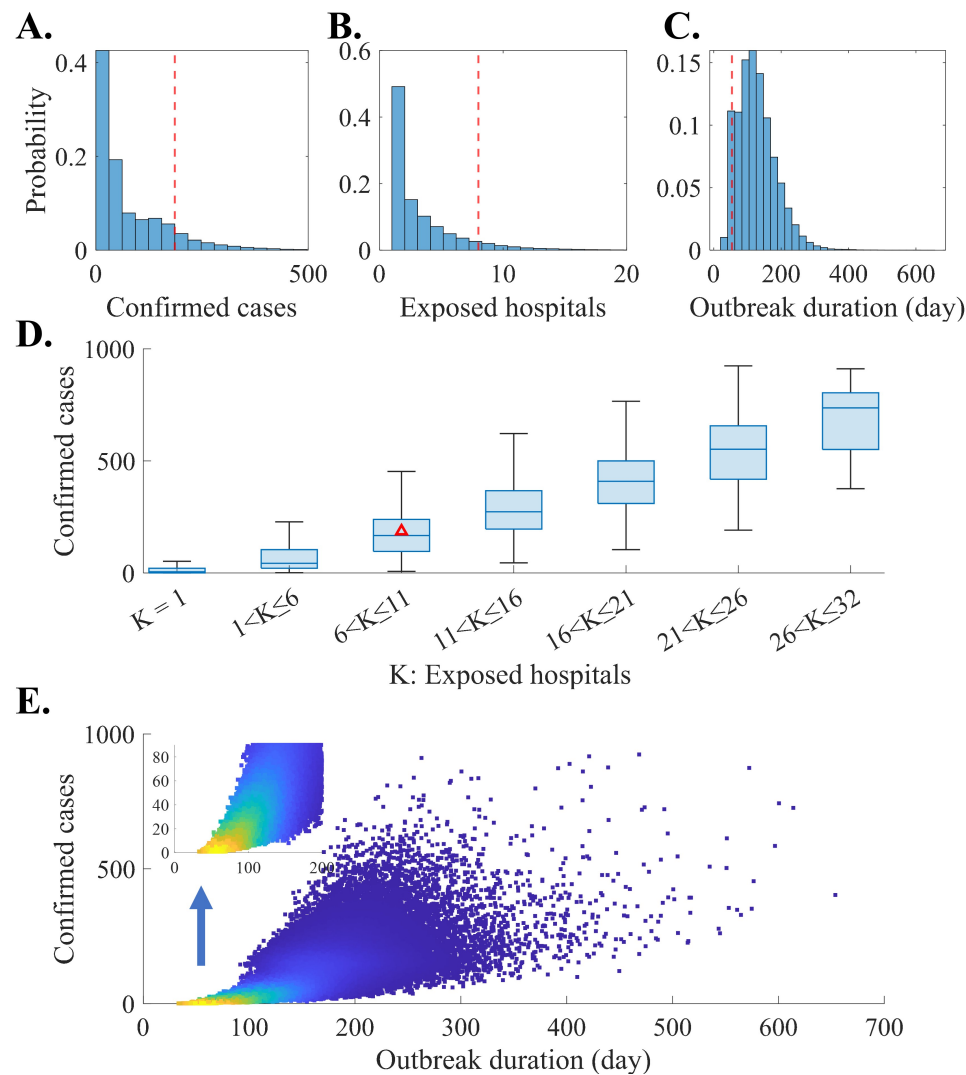 A.
B.
C.
0.4
0.2
0
Probability
0
500
Confirmed cases
0.6
0.4
0.2
0
0
10
20
Exposed hospitals
0.15
0.1
0.05
0
0
200
400
600
Outbreak duration (day)
D.
1000
500
0
Confirmed cases
K = 1
1<K≤6
6<K≤11
11<K≤16
16<K≤21
21<K≤26
26<K≤32
K: Exposed hospitals
E.
1000
500
0
Confirmed cases
80
60
40
20
0
0
100
200
0
100
200
300
400
500
600
700
Outbreak duration (day)